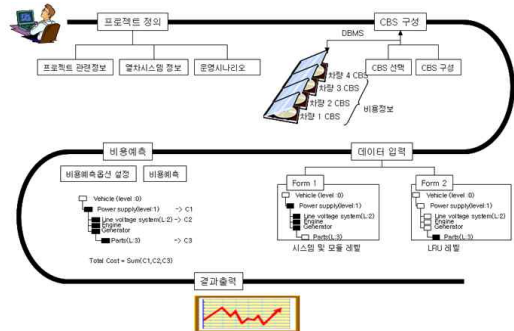 프로젝트 정의
프로젝트 관련정보
열차시스템 정보
운영시나리오
CBS 구성
DBMS
CBS 선택
CBS 구성
차량 4 CBS
차량 3 CBS
차량 2 CBS
차량 1 CBS
비용정보
비용예측
비용예측옵션 설정
비용예측
Vehicle (level :0)
Power supply(level:1) -> C1
Line voltage system(L:2) -> C2
Engine
Generator
Parts(L:3) -> C3
Total Cost = Sum(C1,C2,C3)
데이터 입력
Form 1
Vehicle (level :0)
Power supply(level:1)
Line voltage system(L:2)
Engine
Generator
Parts(L:3)
시스템 및 모듈 레벨
Form 2
Vehicle (level :0)
Power supply(level:1)
Line voltage system(L:2)
Engine
Generator
Parts(L:3)
LRU 레벨
결과출력